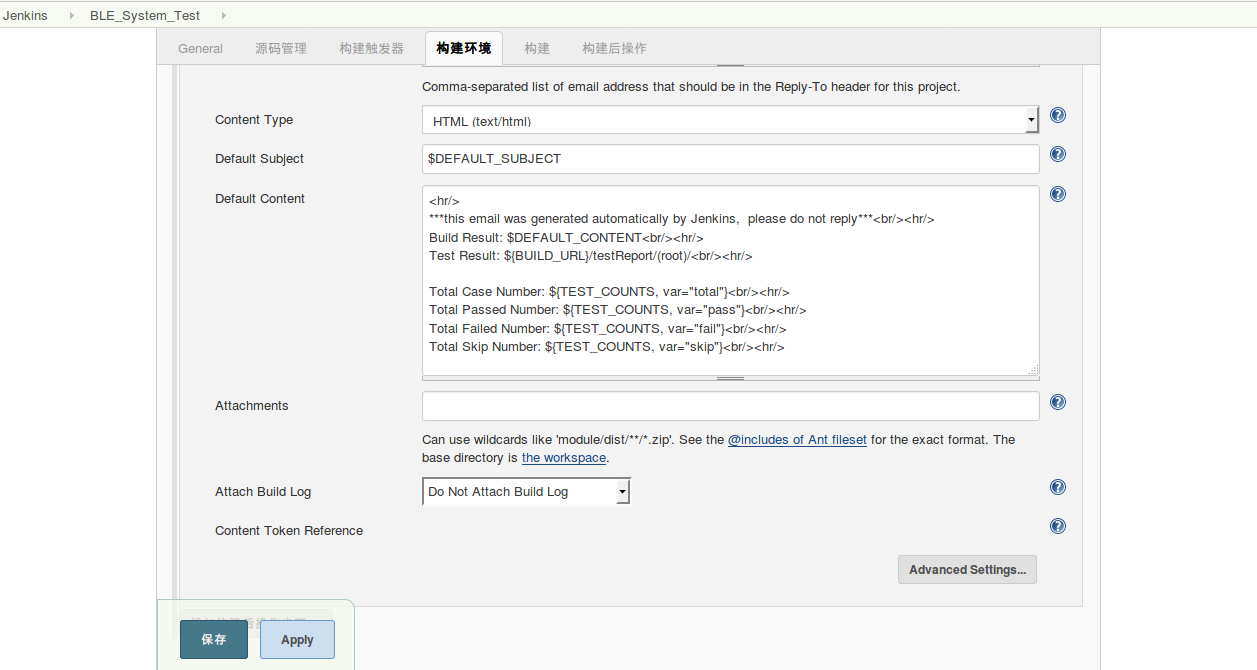 Jenkins BLE_System_Test
General 源码管理 构建触发器 构建环境 构建 构建后操作
Comma-separated list of email address that should be in the Reply-To header for this project.
Content Type HTML (text/html)
Default Subject $DEFAULT_SUBJECT
Default Content
<hr/>
***this email was generated automatically by Jenkins,  please do not reply***<br/><hr/>
Build Result: $DEFAULT_CONTENT<br/><hr/>
Test Result: ${BUILD_URL}/testReport/(root)/<br/><hr/>
Total Case Number: ${TEST_COUNTS, var="total"}<br/><hr/>
Total Passed Number: ${TEST_COUNTS, var="pass"}<br/><hr/>
Total Failed Number: ${TEST_COUNTS, var="fail"}<br/><hr/>
Total Skip Number: ${TEST_COUNTS, var="skip"}<br/><hr/>
Attachments
Can use wildcards like 'module/dist/**/*.zip'. See the @includes of Ant fileset for the exact format. The
base directory is the workspace.
Attach Build Log Do Not Attach Build Log
Content Token Reference
Advanced Settings...
保存 Apply